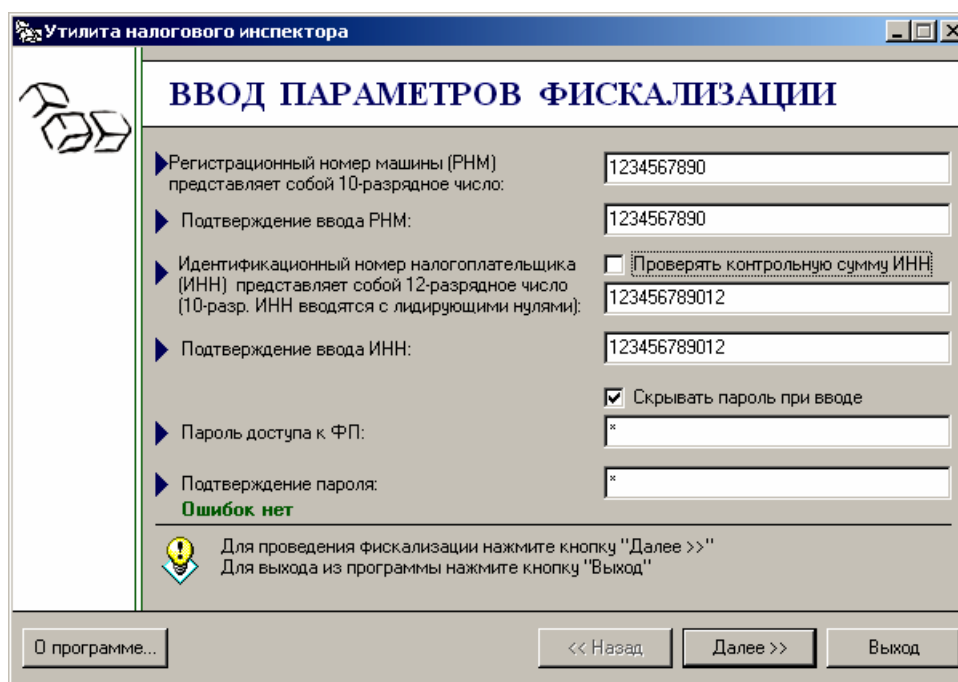 Утилита налогового инспектора
ВВОД ПАРАМЕТРОВ ФИСКАЛИЗАЦИИ
Регистрационный номер машины (РНМ)
представляет собой 10-разрядное число:
1234567890
Подтверждение ввода РНМ:
1234567890
Идентификационный номер налогоплательщика
(ИНН) представляет собой 12-разрядное число
(10-разр. ИНН вводятся с лидирующими нулями):
Проверять контрольную сумму ИНН
123456789012
Подтверждение ввода ИНН:
123456789012
Скрывать пароль при вводе
Пароль доступа к ФП:
*
Подтверждение пароля:
*
Ошибок нет
Для проведения фискализации нажмите кнопку "Далее >>"
Для выхода из программы нажмите кнопку "Выход"
О программе...
<< Назад
Далее >>
Выход